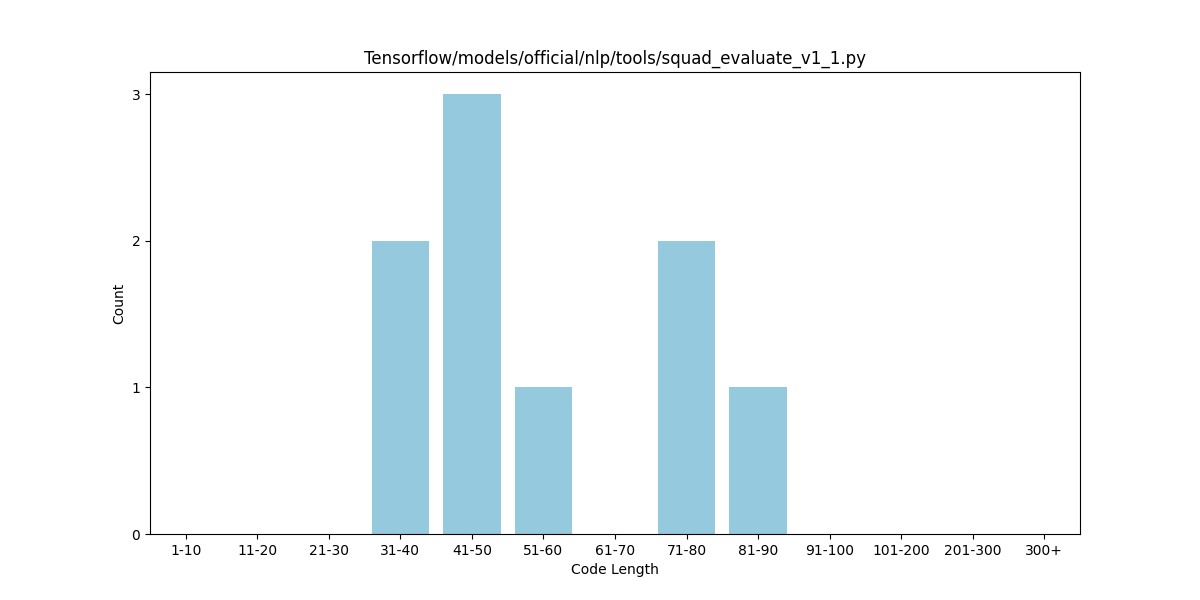 Tensorflow/models/official/nlp/tools/squad_evaluate_v1_1.py
3
2
1
0
Count
1-10 11-20 21-30 31-40 41-50 51-60 61-70 71-80 81-90 91-100 101-200 201-300 300+
Code Length